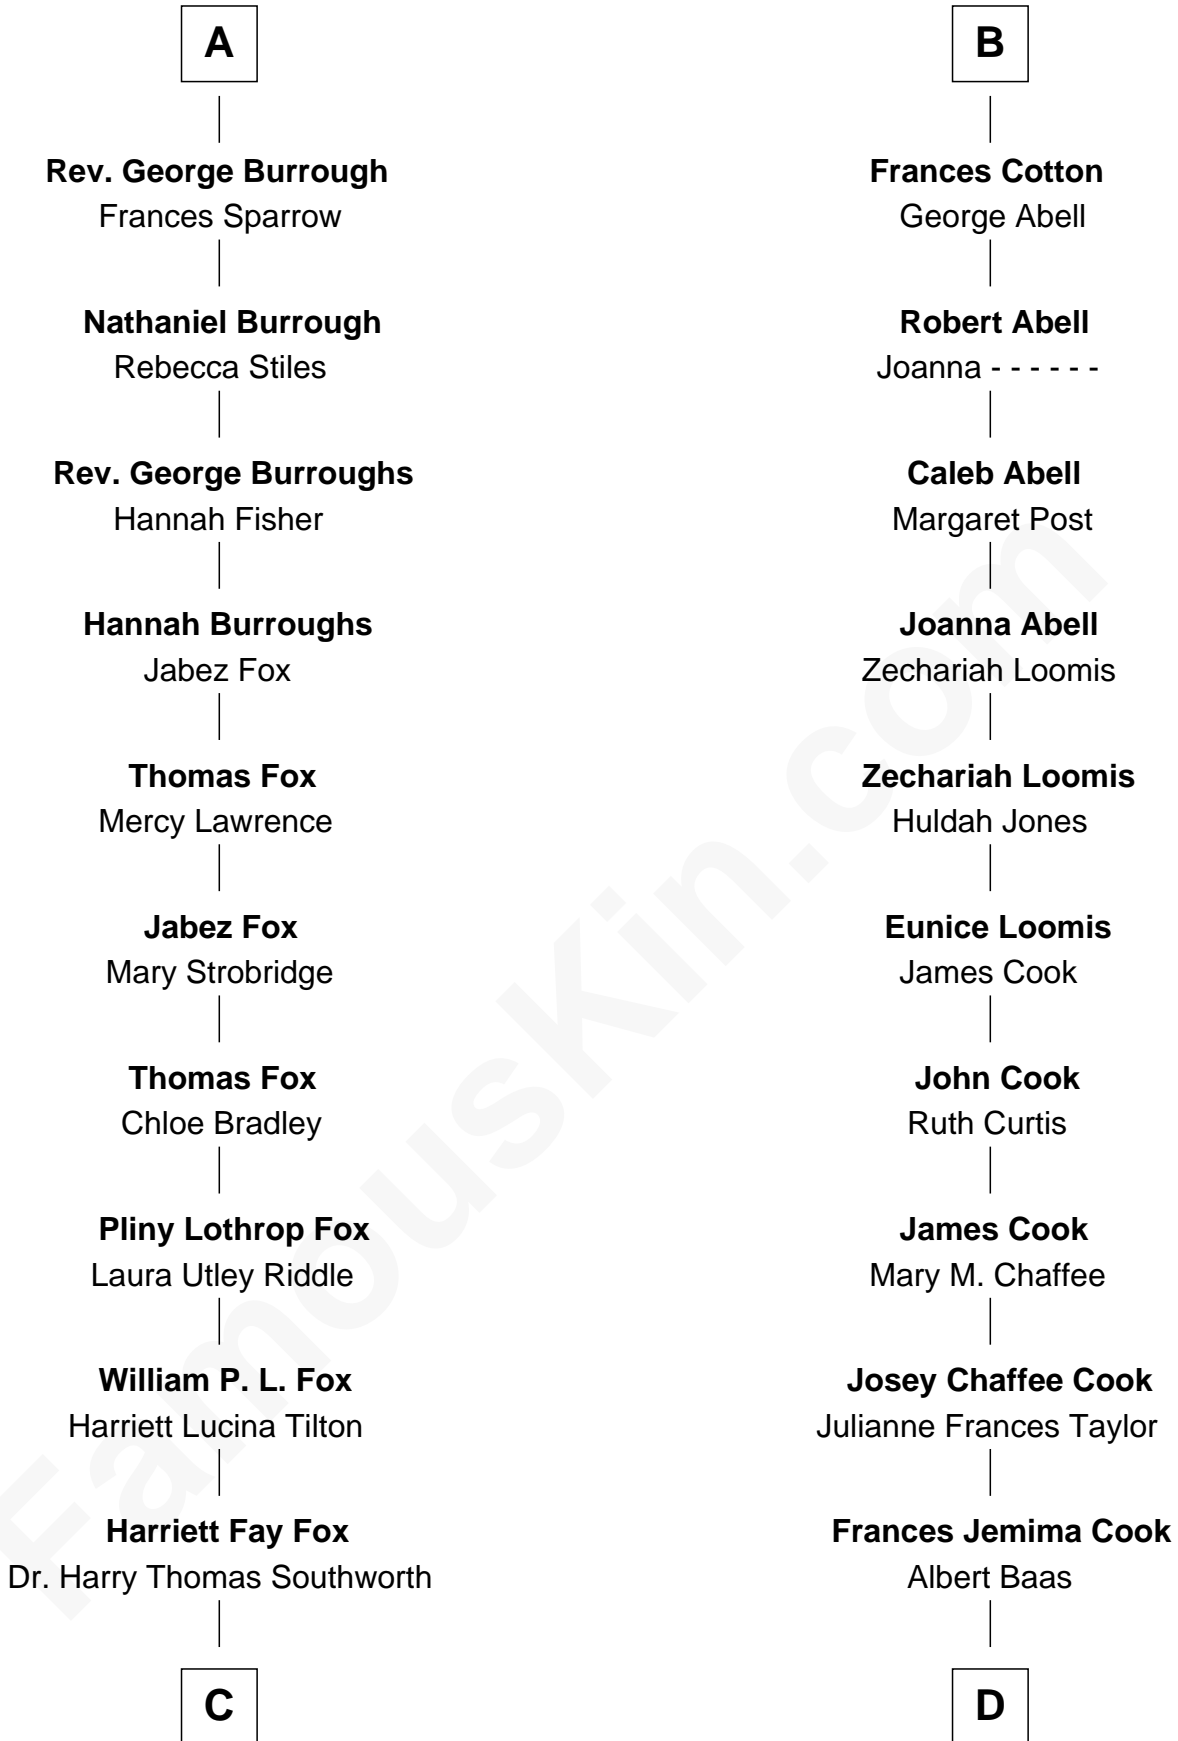 A
Rev. George Burrough
Frances Sparrow
Nathaniel Burrough
Rebecca Stiles
Rev. George Burroughs
Hannah Fisher
Hannah Burroughs
Jabez Fox
Thomas Fox
Mercy Lawrence
Jabez Fox
Mary Strobridge
Thomas Fox
Chloe Bradley
Pliny Lothrop Fox
Laura Utley Riddle
William P. L. Fox
Harriett Lucina Tilton
Harriett Fay Fox
Dr. Harry Thomas Southworth
C
B
Frances Cotton
George Abell
Robert Abell
Joanna - - - - - -
Caleb Abell
Margaret Post
Joanna Abell
Zechariah Loomis
Zechariah Loomis
Huldah Jones
Eunice Loomis
James Cook
John Cook
Ruth Curtis
James Cook
Mary M. Chaffee
Josey Chaffee Cook
Julianne Frances Taylor
Frances Jemima Cook
Albert Baas
D
FamousKin.com